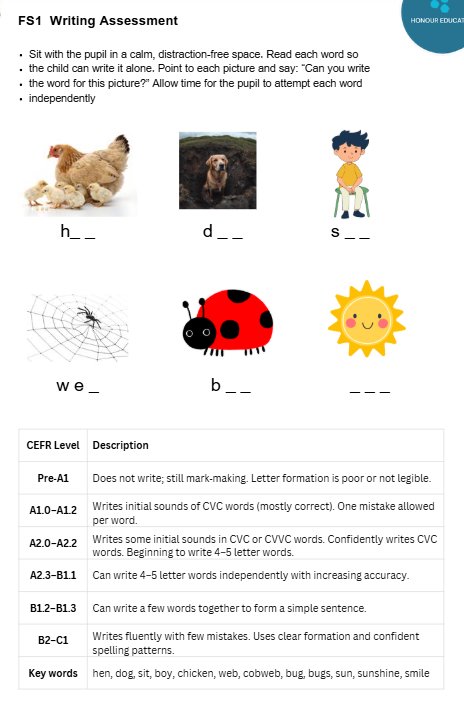 HONOUR EDUCAT
FS1 Writing Assessment
• Sit with the pupil in a calm, distraction-free space. Read each word so
• the child can write it alone. Point to each picture and say: "Can you write
• the word for this picture?" Allow time for the pupil to attempt each word
• independently
h_ _ d _ _ s _ _
w e _ b _ _ _ _ _
CEFR Level Description
Pre-A1 Does not write; still mark-making. Letter formation is poor or not legible.
A1.0–A1.2 Writes initial sounds of CVC words (mostly correct). One mistake allowed
per word.
A2.0–A2.2 Writes some initial sounds in CVC or CVVC words. Confidently writes CVC
words. Beginning to write 4–5 letter words.
A2.3–B1.1 Can write 4–5 letter words independently with increasing accuracy.
B1.2–B1.3 Can write a few words together to form a simple sentence.
B2–C1 Writes fluently with few mistakes. Uses clear formation and confident
spelling patterns.
Key words hen, dog, sit, boy, chicken, web, cobweb, bug, bugs, sun, sunshine, smile